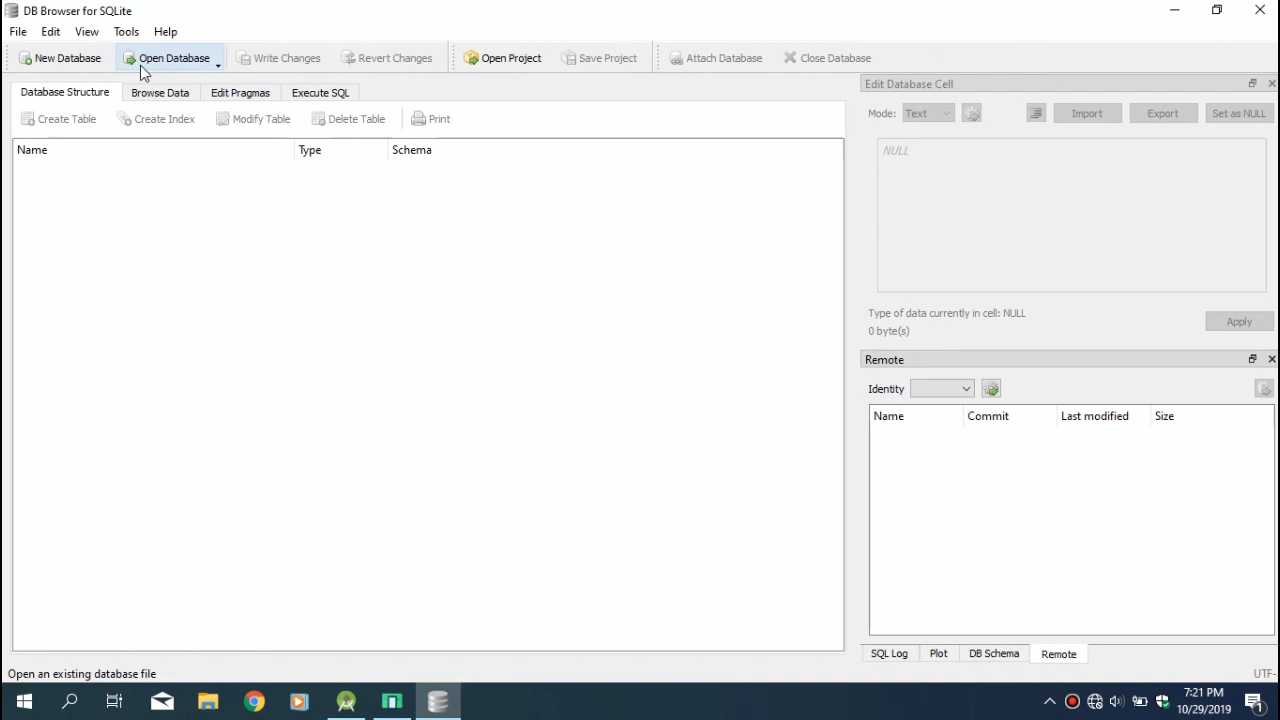 DB Browser for SQLite
File Edit View Tools Help
New Database Open Database Write Changes Revert Changes Open Project Save Project Attach Database Close Database
Database Structure Browse Data Edit Pragmas Execute SQL
Create Table Create Index Modify Table Delete Table Print
Name Type Schema
Edit Database Cell
Mode: Text Import Export Set as NULL
NULL
Type of data currently in cell: NULL
0 byte(s)
Apply
Remote
Identity
Name Commit Last modified Size
SQL Log Plot DB Schema Remote
Open an existing database file
UTF-
7:21 PM
10/29/2019
1